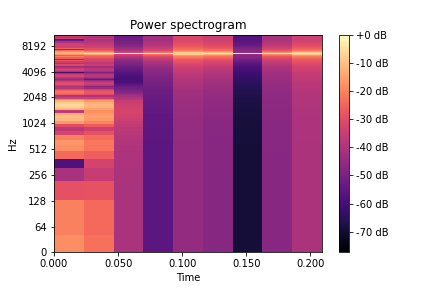 Power spectrogram
+0 dB
8192
-10 dB
4096
-20 dB
2048
-30 dB
1024
-40 dB
512
Hz
256
-50 dB
128
-60 dB
64
-70 dB
0
0.000 0.050 0.100 0.150 0.200
Time